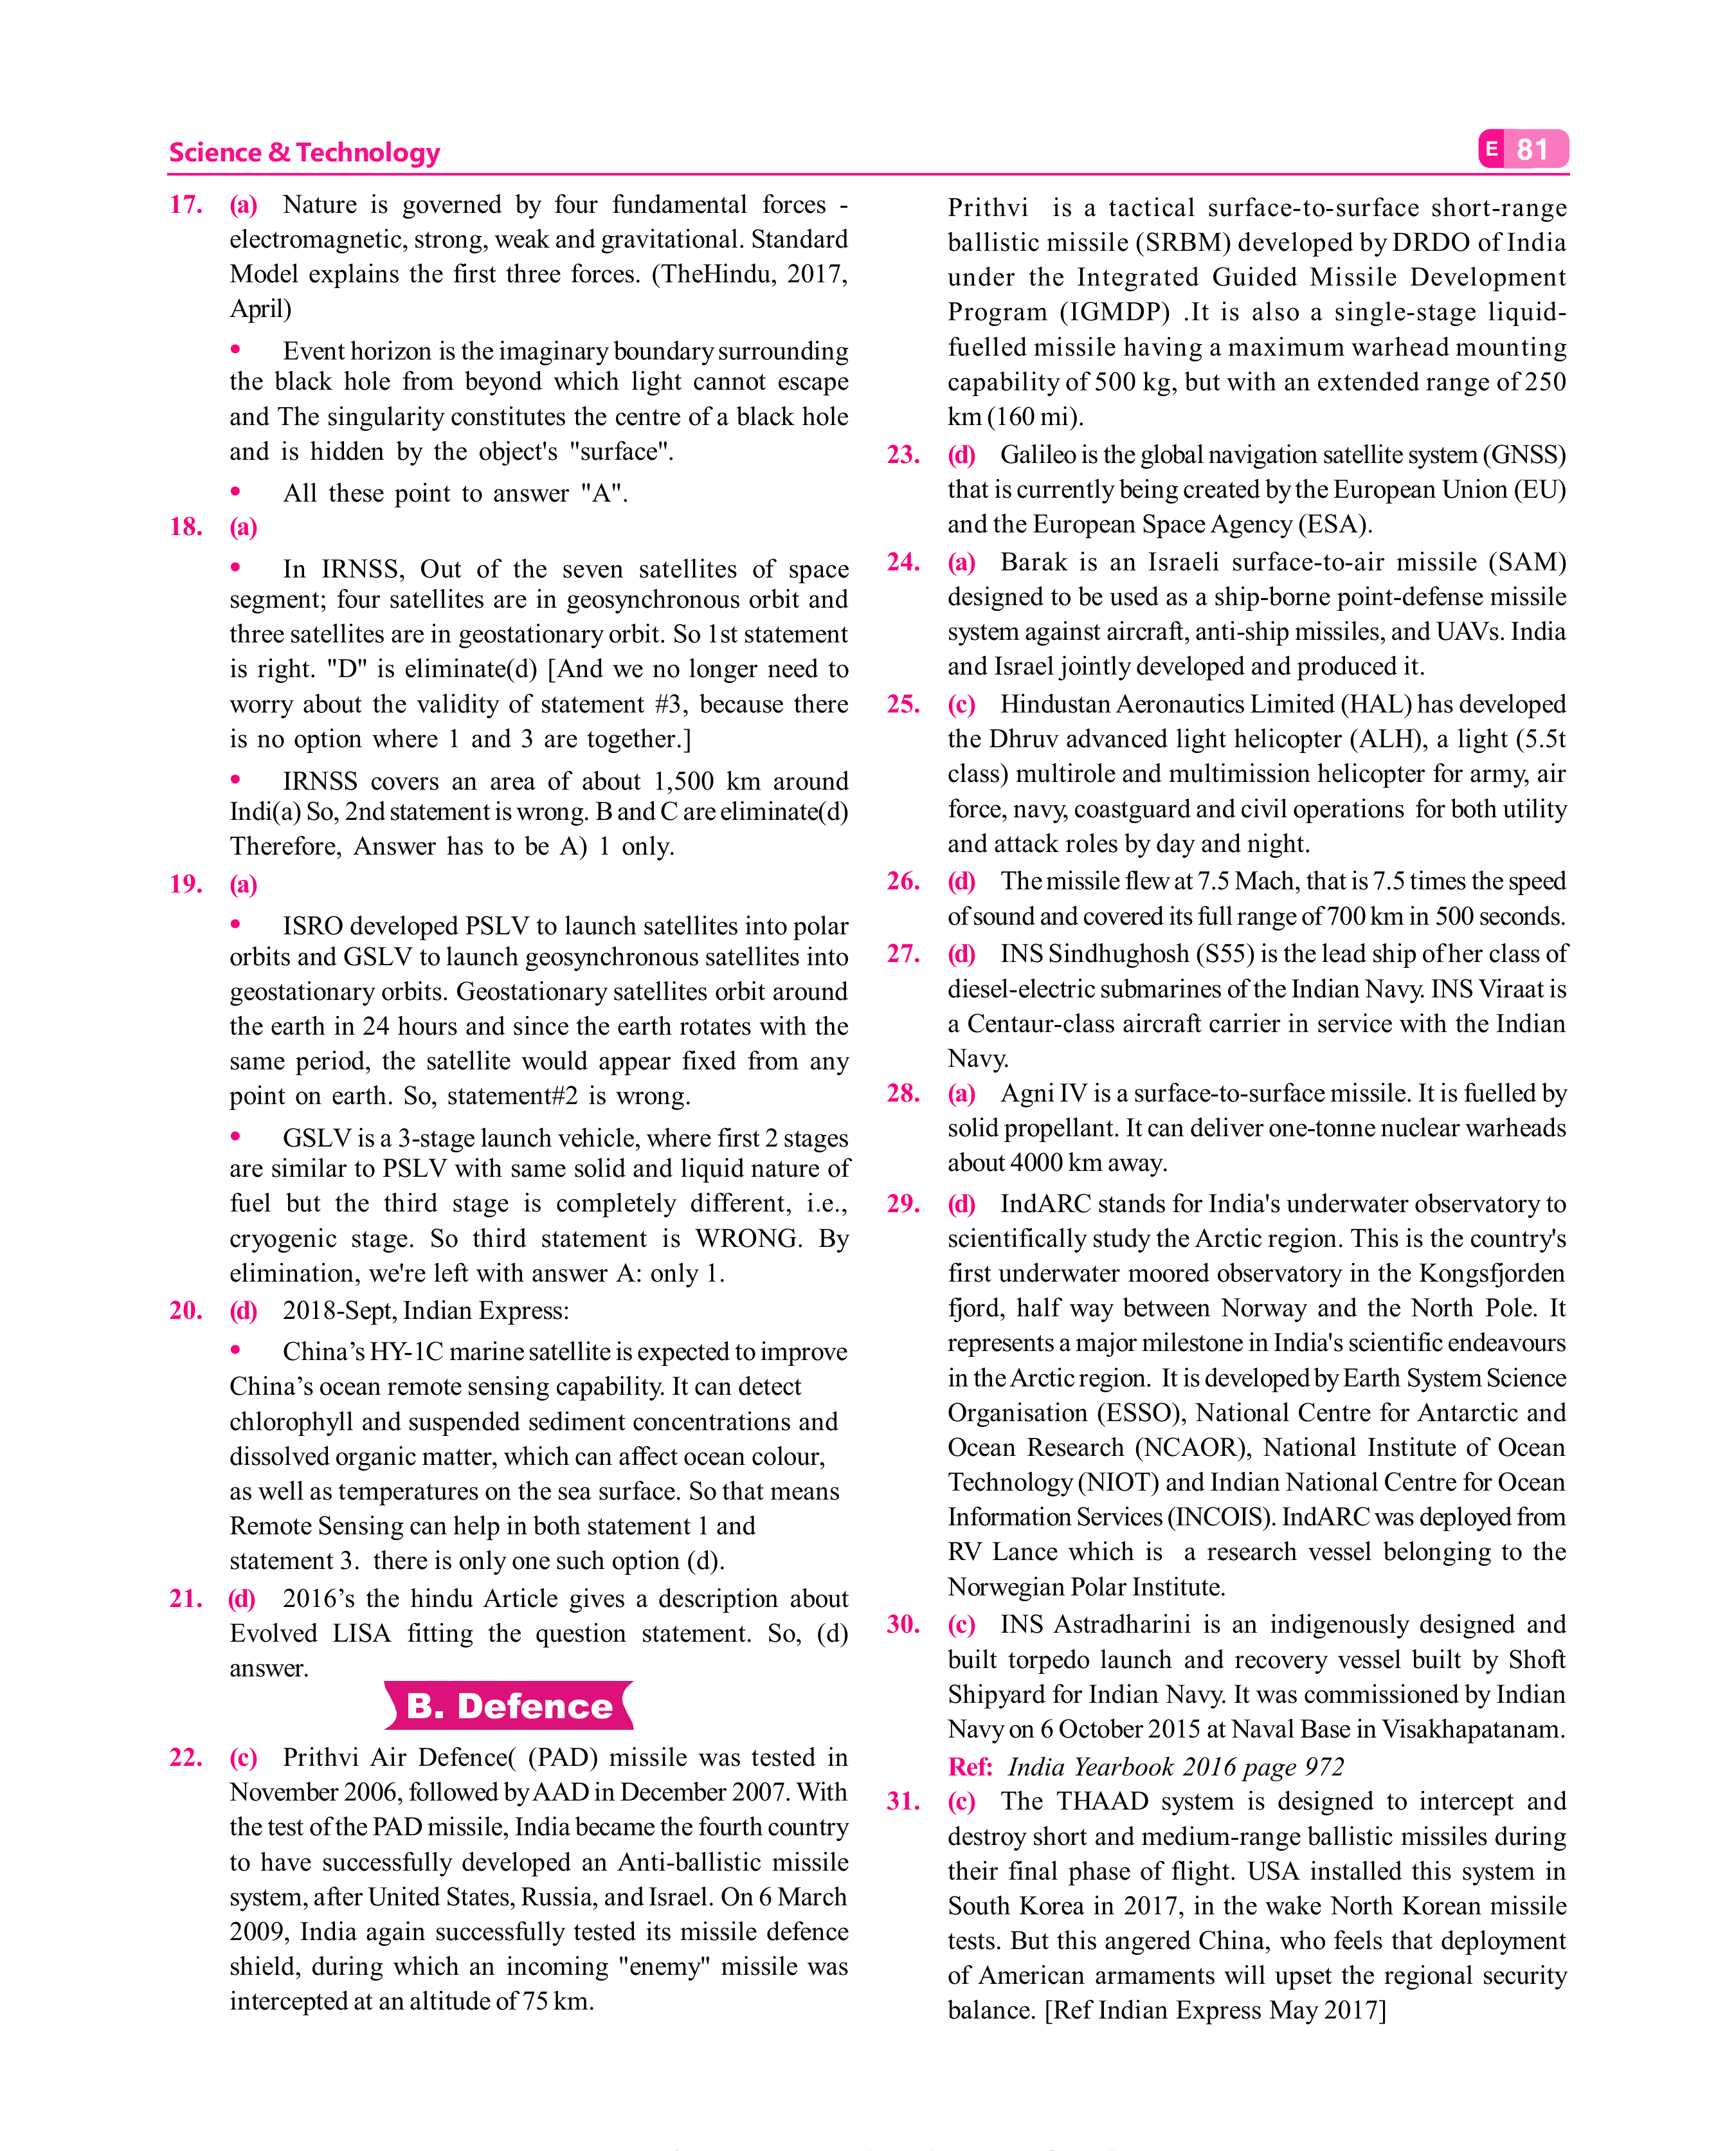 Science & Technology
E 81
17. (a) Nature is governed by four fundamental forces -
electromagnetic, strong, weak and gravitational. Standard
Model explains the first three forces. (TheHindu, 2017,
April)
• Event horizon is the imaginary boundary surrounding
the black hole from beyond which light cannot escape
and The singularity constitutes the centre of a black hole
and is hidden by the object's "surface".
• All these point to answer "A".
18. (a)
• In IRNSS, Out of the seven satellites of space
segment; four satellites are in geosynchronous orbit and
three satellites are in geostationary orbit. So 1st statement
is right. "D" is eliminate(d) [And we no longer need to
worry about the validity of statement #3, because there
is no option where 1 and 3 are together.]
• IRNSS covers an area of about 1,500 km around
Indi(a) So, 2nd statement is wrong. B and C are eliminate(d)
Therefore, Answer has to be A) 1 only.
19. (a)
• ISRO developed PSLV to launch satellites into polar
orbits and GSLV to launch geosynchronous satellites into
geostationary orbits. Geostationary satellites orbit around
the earth in 24 hours and since the earth rotates with the
same period, the satellite would appear fixed from any
point on earth. So, statement#2 is wrong.
• GSLV is a 3-stage launch vehicle, where first 2 stages
are similar to PSLV with same solid and liquid nature of
fuel but the third stage is completely different, i.e.,
cryogenic stage. So third statement is WRONG. By
elimination, we're left with answer A: only 1.
20. (d) 2018-Sept, Indian Express:
• China’s HY-1C marine satellite is expected to improve
China’s ocean remote sensing capability. It can detect
chlorophyll and suspended sediment concentrations and
dissolved organic matter, which can affect ocean colour,
as well as temperatures on the sea surface. So that means
Remote Sensing can help in both statement 1 and
statement 3. there is only one such option (d).
21. (d) 2016’s the hindu Article gives a description about
Evolved LISA fitting the question statement. So, (d)
answer.
B. Defence
22. (c) Prithvi Air Defence( (PAD) missile was tested in
November 2006, followed by AAD in December 2007. With
the test of the PAD missile, India became the fourth country
to have successfully developed an Anti-ballistic missile
system, after United States, Russia, and Israel. On 6 March
2009, India again successfully tested its missile defence
shield, during which an incoming "enemy" missile was
intercepted at an altitude of 75 km.
Prithvi is a tactical surface-to-surface short-range
ballistic missile (SRBM) developed by DRDO of India
under the Integrated Guided Missile Development
Program (IGMDP) .It is also a single-stage liquid-
fuelled missile having a maximum warhead mounting
capability of 500 kg, but with an extended range of 250
km (160 mi).
23. (d) Galileo is the global navigation satellite system (GNSS)
that is currently being created by the European Union (EU)
and the European Space Agency (ESA).
24. (a) Barak is an Israeli surface-to-air missile (SAM)
designed to be used as a ship-borne point-defense missile
system against aircraft, anti-ship missiles, and UAVs. India
and Israel jointly developed and produced it.
25. (c) Hindustan Aeronautics Limited (HAL) has developed
the Dhruv advanced light helicopter (ALH), a light (5.5t
class) multirole and multimission helicopter for army, air
force, navy, coastguard and civil operations for both utility
and attack roles by day and night.
26. (d) The missile flew at 7.5 Mach, that is 7.5 times the speed
of sound and covered its full range of 700 km in 500 seconds.
27. (d) INS Sindhughosh (S55) is the lead ship of her class of
diesel-electric submarines of the Indian Navy. INS Viraat is
a Centaur-class aircraft carrier in service with the Indian
Navy.
28. (a) Agni IV is a surface-to-surface missile. It is fuelled by
solid propellant. It can deliver one-tonne nuclear warheads
about 4000 km away.
29. (d) IndARC stands for India's underwater observatory to
scientifically study the Arctic region. This is the country's
first underwater moored observatory in the Kongsfjorden
fjord, half way between Norway and the North Pole. It
represents a major milestone in India's scientific endeavours
in the Arctic region. It is developed by Earth System Science
Organisation (ESSO), National Centre for Antarctic and
Ocean Research (NCAOR), National Institute of Ocean
Technology (NIOT) and Indian National Centre for Ocean
Information Services (INCOIS). IndARC was deployed from
RV Lance which is a research vessel belonging to the
Norwegian Polar Institute.
30. (c) INS Astradharini is an indigenously designed and
built torpedo launch and recovery vessel built by Shoft
Shipyard for Indian Navy. It was commissioned by Indian
Navy on 6 October 2015 at Naval Base in Visakhapatanam.
Ref: India Yearbook 2016 page 972
31. (c) The THAAD system is designed to intercept and
destroy short and medium-range ballistic missiles during
their final phase of flight. USA installed this system in
South Korea in 2017, in the wake North Korean missile
tests. But this angered China, who feels that deployment
of American armaments will upset the regional security
balance. [Ref Indian Express May 2017]